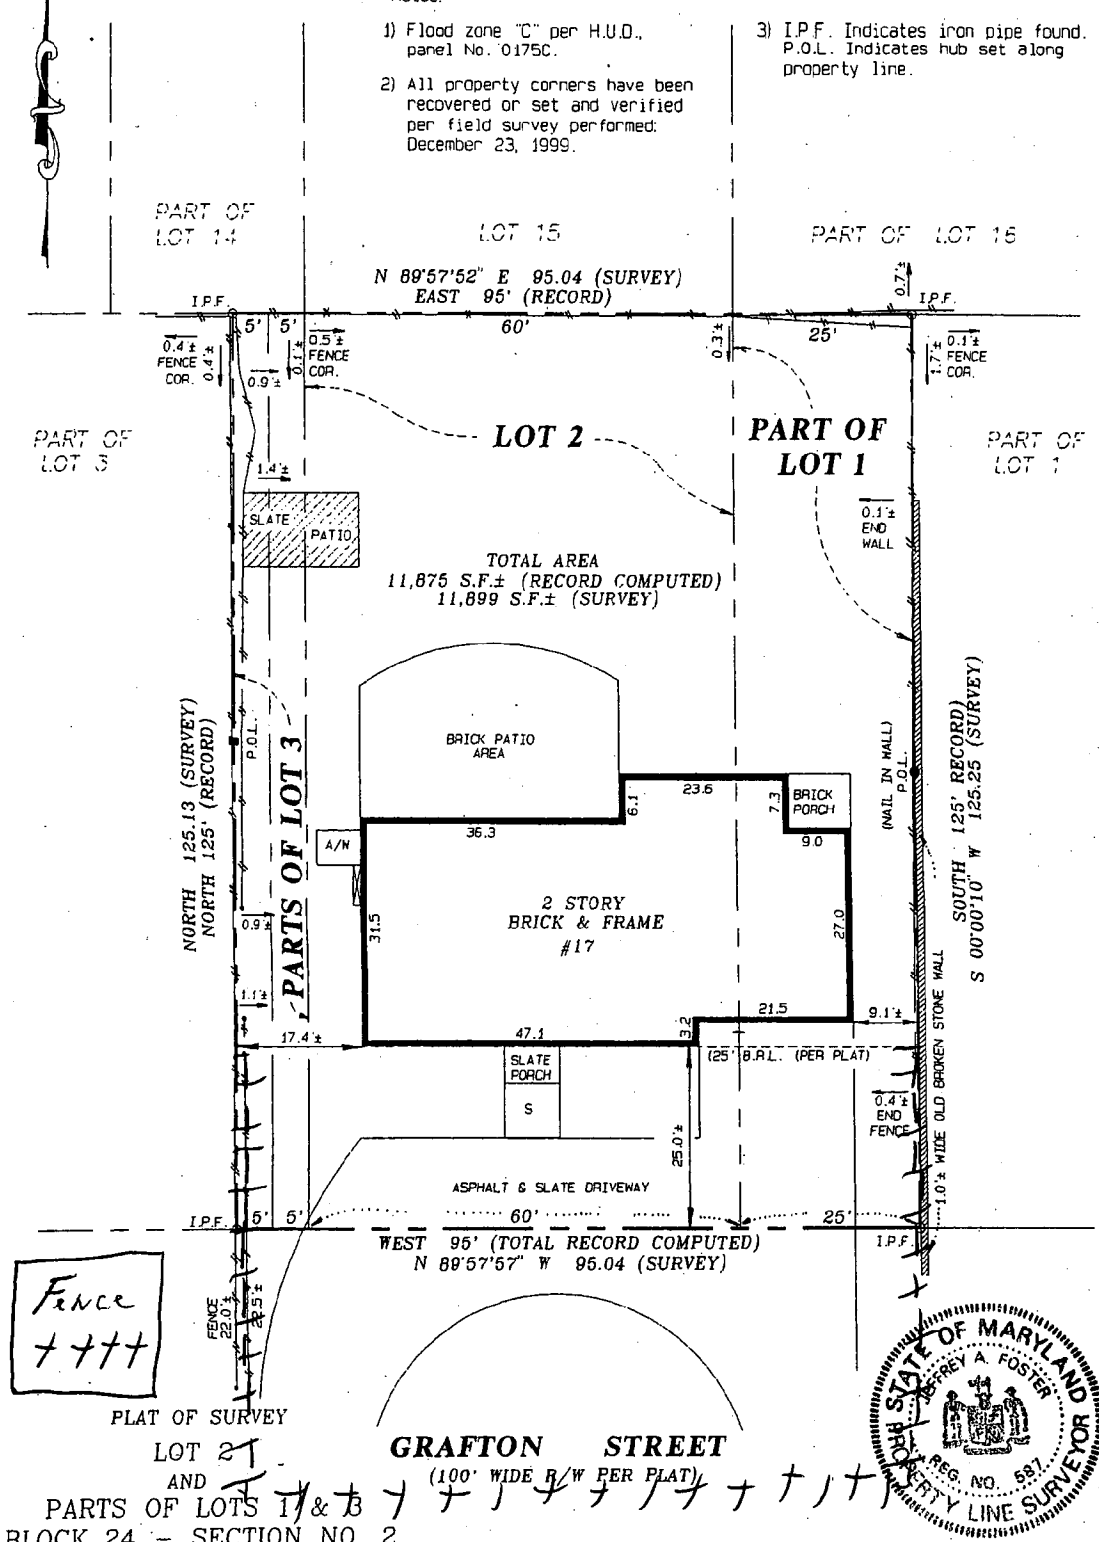 Notes:
1) Flood zone "C" per H.U.D.,
panel No. 0175C.
2) All property corners have been
recovered or set and verified
per field survey performed:
December 23, 1999.
3) I.P.F. Indicates iron pipe found.
P.O.L. Indicates hub set along
property line.
PART OF
LOT 14
LOT 15
PART OF LOT 16
N 89°57'52" E 95.04 (SURVEY)
EAST 95' (RECORD)
I.P.F.
I.P.F.
0.7'±
5' 5'
60'
25'
0.4'±
FENCE
COR.
0.4'±
0.9'±
0.1'±
0.5'±
FENCE
COR.
0.3'±
1.7'±
0.1'±
FENCE
COR.
PART OF
LOT 3
LOT 2
PART OF
LOT 1
PART OF
LOT 1
1.4'±
SLATE
PATIO
0.1'±
END
WALL
TOTAL AREA
11,875 S.F.± (RECORD COMPUTED)
11,899 S.F.± (SURVEY)
NORTH 125.13 (SURVEY)
NORTH 125' (RECORD)
P.O.L.
PARTS OF LOT 3
BRICK PATIO
AREA
(NAIL IN WALL)
P.O.L.
SOUTH 125' RECORD)
S 00°00'10" W 125.25 (SURVEY)
6.1
23.6
7.3
BRICK
PORCH
9.0
36.3
A/W
31.5
2 STORY
BRICK & FRAME
#17
27.0
0.9'±
1.1'±
17.4'±
47.1
3.2
21.5
9.1'±
(25' B.R.L. (PER PLAT)
SLATE
PORCH
S
25.0'±
0.4'±
END
FENCE
1.0'± WIDE OLD BROKEN STONE WALL
ASPHALT & SLATE DRIVEWAY
I.P.F.
5' 5'
60'
25'
I.P.F.
WEST 95' (TOTAL RECORD COMPUTED)
N 89°57'57" W 95.04 (SURVEY)
FENCE
22.0'±
22.5'±
Fence
++++
STATE OF MARYLAND
JEFFREY A. FOSTER
REG. NO. 587
PROPERTY LINE SURVEYOR
PLAT OF SURVEY
LOT 2
AND
PARTS OF LOTS 1 & 3
BLOCK 24 - SECTION NO. 2
GRAFTON STREET
(100' WIDE R/W PER PLAT)